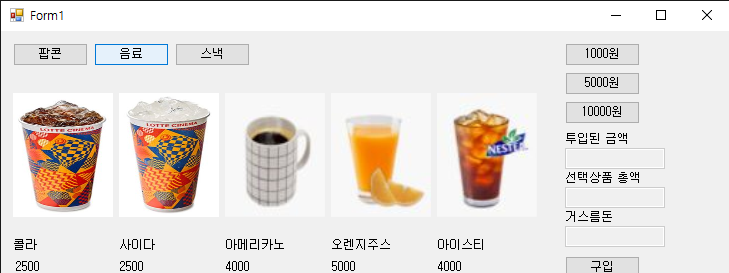 Form1
팝콘 음료 스낵
1000원
5000원
10000원
투입된 금액
선택상품 총액
거스름돈
구입
LOTTE CINEMA
LOTTE CINEMA
NESTEA
콜라 사이다 아메리카노 오렌지주스 아이스티
2500 2500 4000 5000 4000